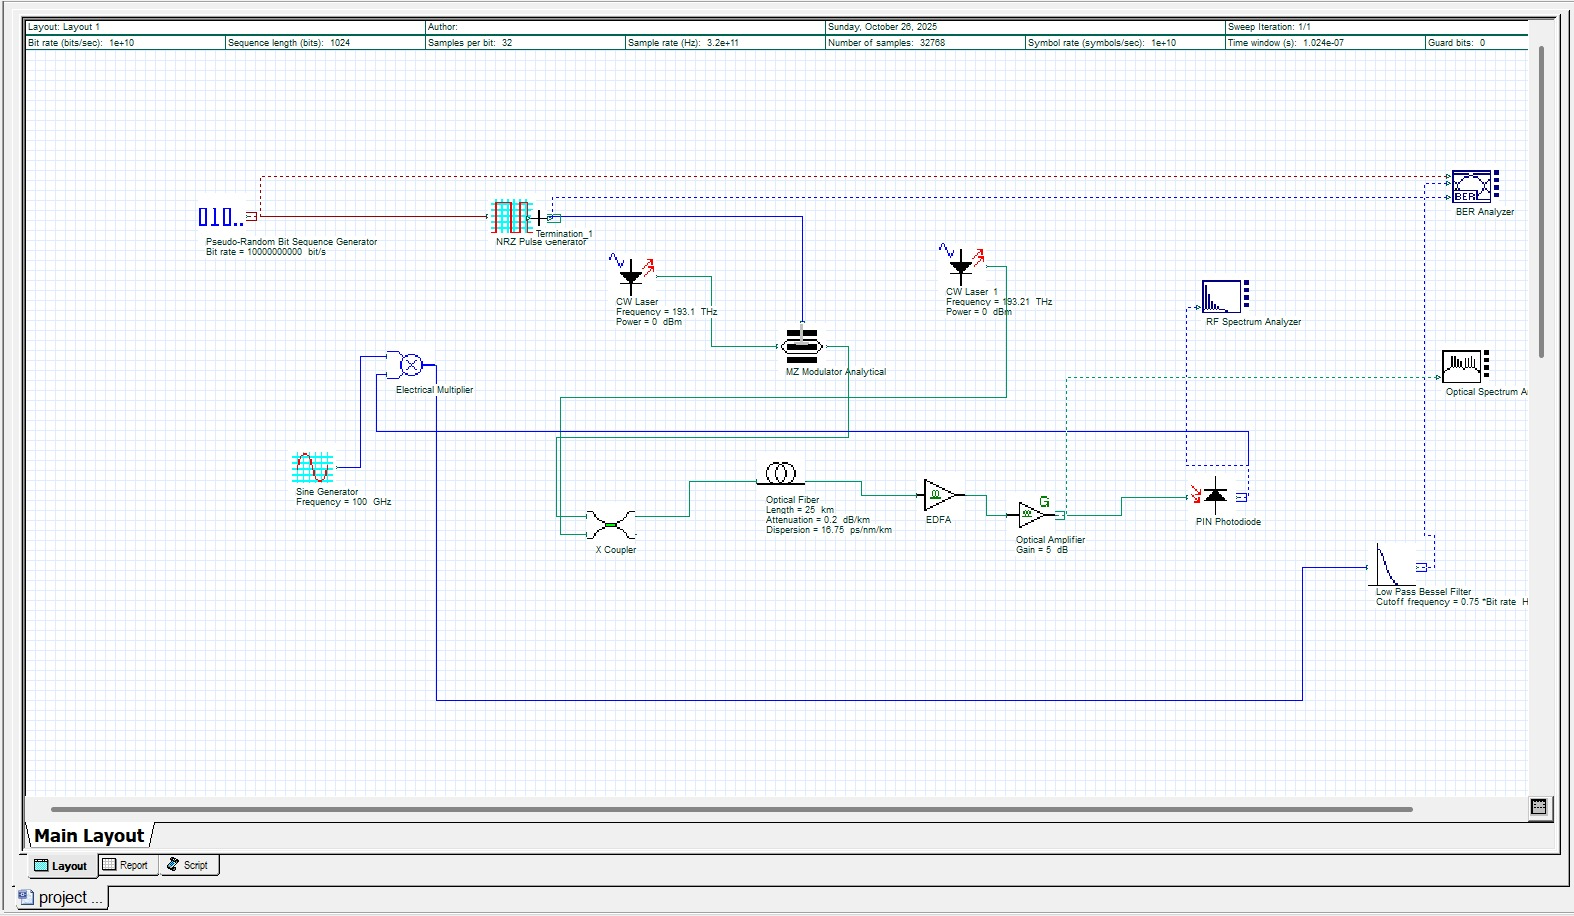 Layout: Layout 1
Author:
Sunday, October 26, 2025
Sweep Iteration: 1/1
Bit rate (bits/sec): 1e+10
Sequence length (bits): 1024
Samples per bit: 32
Sample rate (Hz): 3.2e+11
Number of samples: 32768
Symbol rate (symbols/sec): 1e+10
Time window (s): 1.024e-07
Guard bits: 0
010..
Pseudo-Random Bit Sequence Generator
Bit rate = 10000000000 bit/s
Termination_1
NRZ Pulse Generator
BER
BER Analyzer
CW Laser
Frequency = 193.1 THz
Power = 0 dBm
CW Laser 1
Frequency = 193.21 THz
Power = 0 dBm
RF Spectrum Analyzer
MZ Modulator Analytical
Electrical Multiplier
Optical Spectrum A
Sine Generator
Frequency = 100 GHz
Optical Fiber
Length = 25 km
Attenuation = 0.2 dB/km
Dispersion = 16.75 ps/nm/km
EDFA
G
Optical Amplifier
Gain = 5 dB
PIN Photodiode
X Coupler
Low Pass Bessel Filter
Cutoff frequency = 0.75 *Bit rate H
Main Layout
Layout
Report
Script
project ...